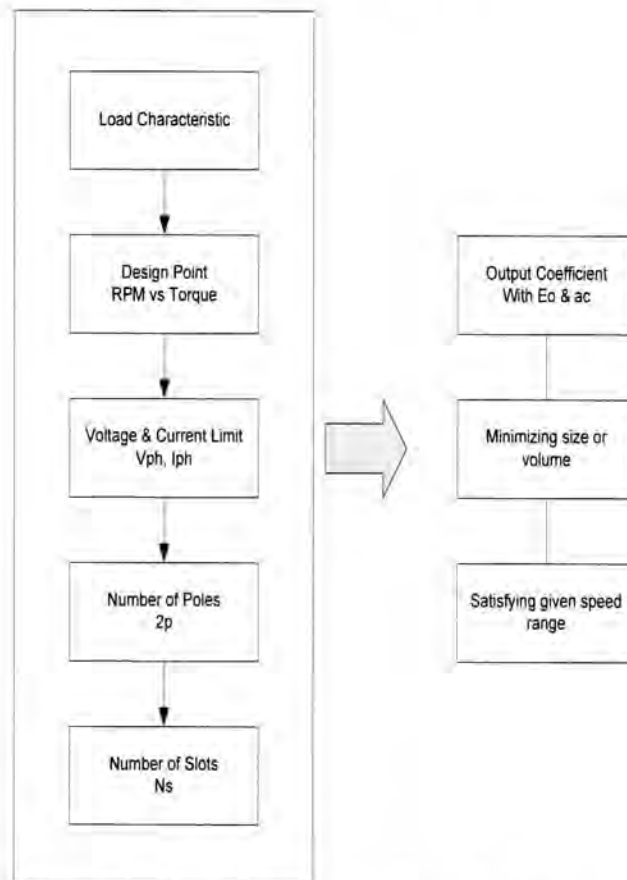 Load Characteristic
Design Point
RPM vs Torque
Voltage & Current Limit
Vph, Iph
Number of Poles
2p
Number of Slots
Ns
Output Coefficient
With Eo & ac
Minimizing size or
volume
Satisfying given speed
range